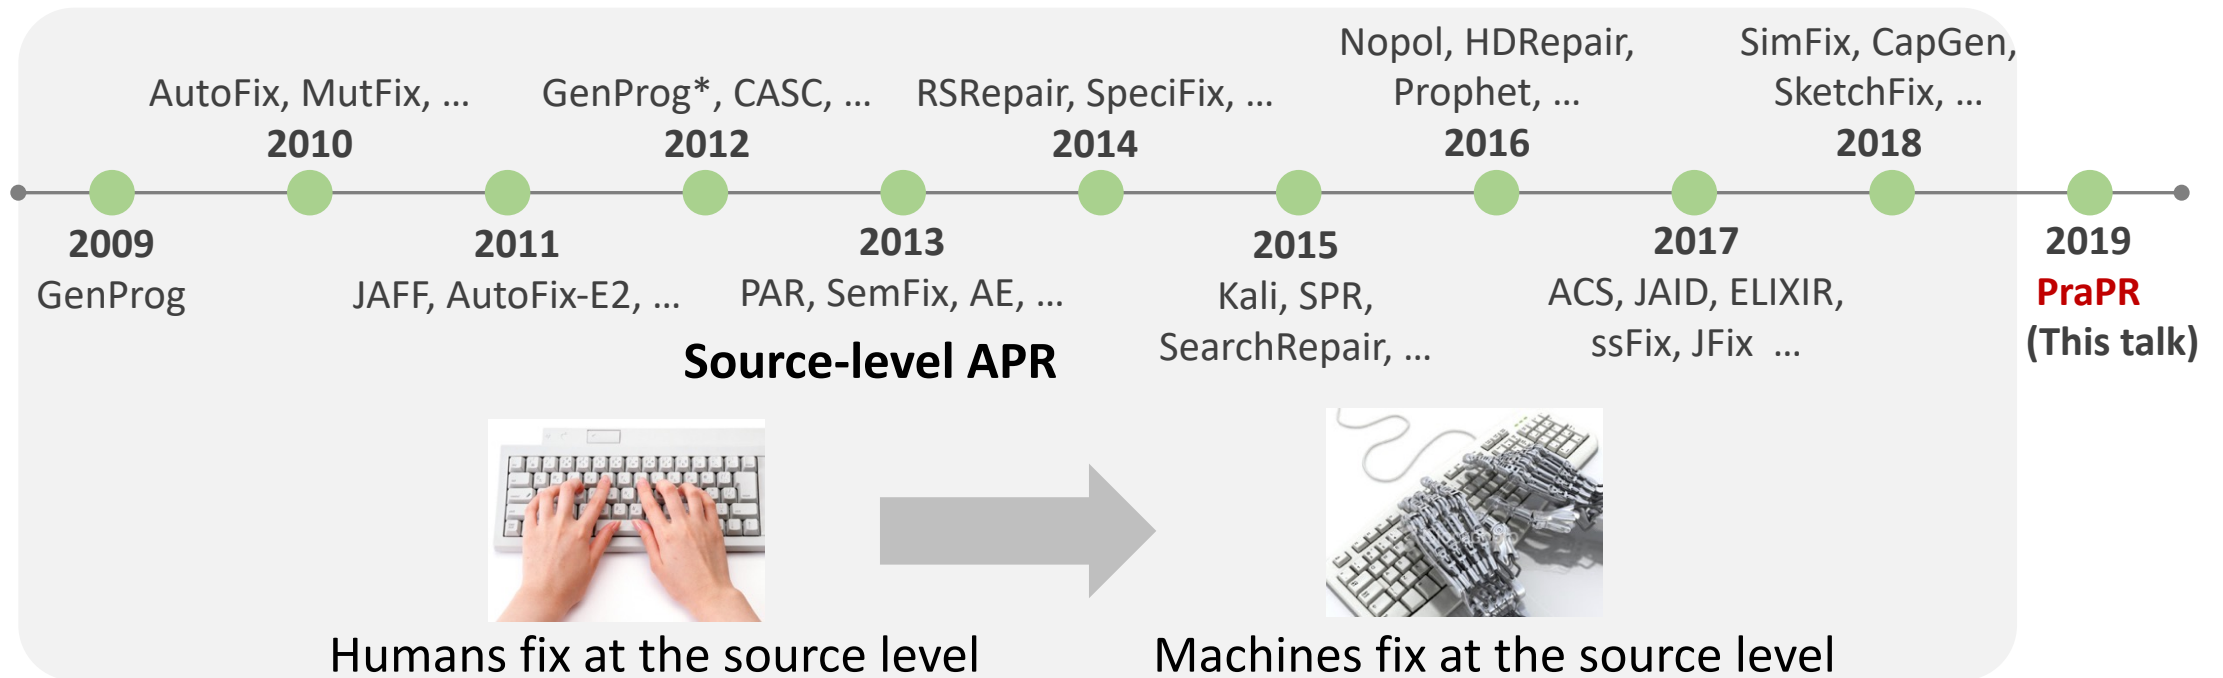 Nopol, HDRepair,
Prophet, ...
SimFix, CapGen,
SketchFix, ...
AutoFix, MutFix, ...
GenProg*, CASC, ...
RSRepair, SpeciFix, ...
2010
2012
2014
2016
2018
2009
2011
2013
2015
2017
2019
GenProg
JAFF, AutoFix-E2, ...
PAR, SemFix, AE, ...
Kali, SPR,
SearchRepair, ...
ACS, JAID, ELIXIR,
ssFix, JFix ...
PraPR
(This talk)
Source-level APR
Humans fix at the source level
Machines fix at the source level